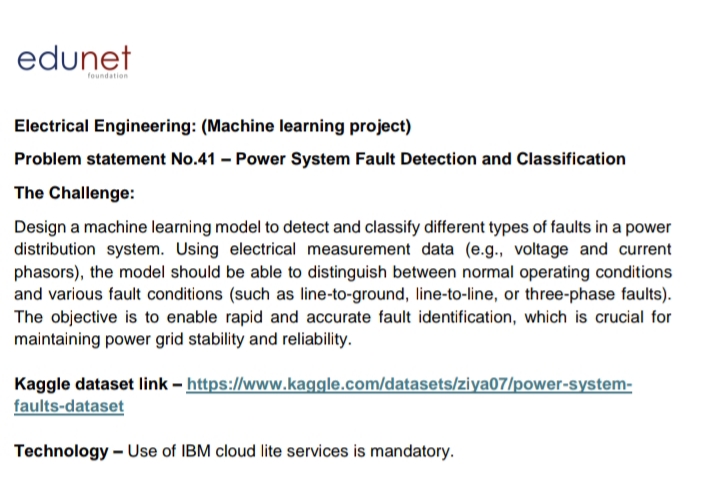 edunet
foundation
Electrical Engineering: (Machine learning project)
Problem statement No.41 – Power System Fault Detection and Classification
The Challenge:
Design a machine learning model to detect and classify different types of faults in a power
distribution system. Using electrical measurement data (e.g., voltage and current
phasors), the model should be able to distinguish between normal operating conditions
and various fault conditions (such as line-to-ground, line-to-line, or three-phase faults).
The objective is to enable rapid and accurate fault identification, which is crucial for
maintaining power grid stability and reliability.
Kaggle dataset link – https://www.kaggle.com/datasets/ziya07/power-system-
faults-dataset
Technology – Use of IBM cloud lite services is mandatory.